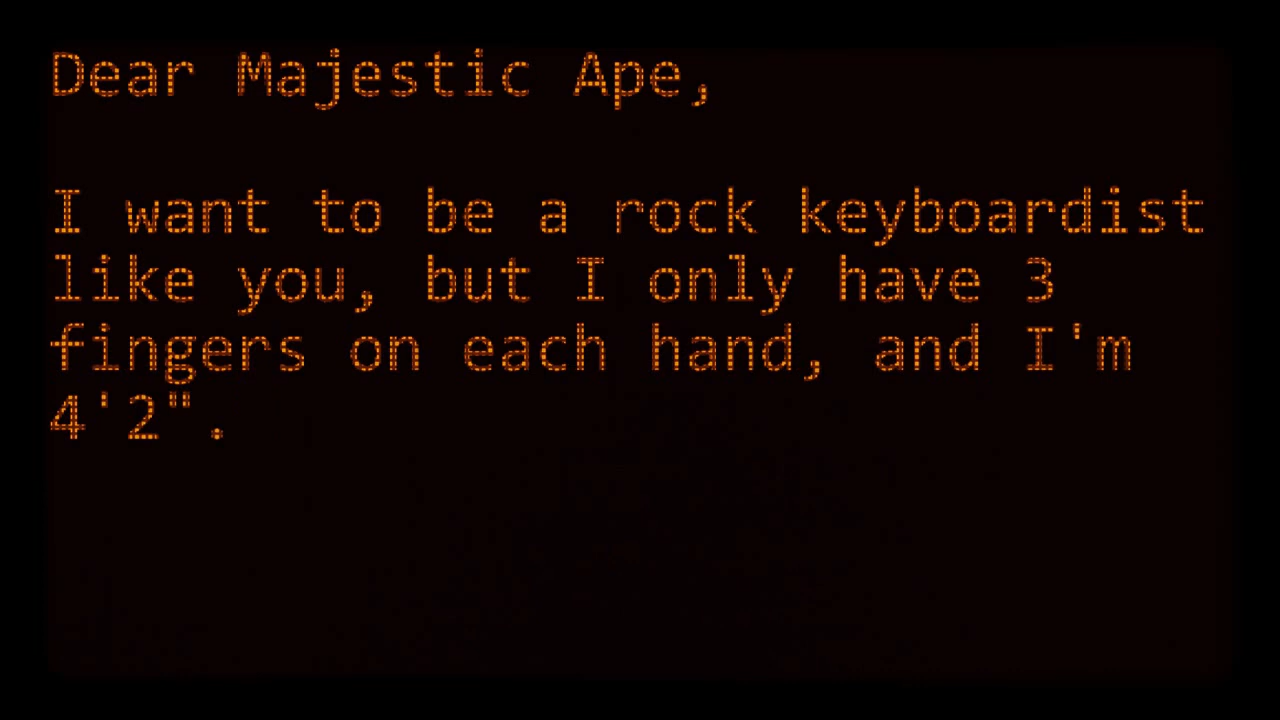 Dear Majestic Ape,
I want to be a rock keyboardist
like you, but I only have 3
fingers on each hand, and I'm
4'2".